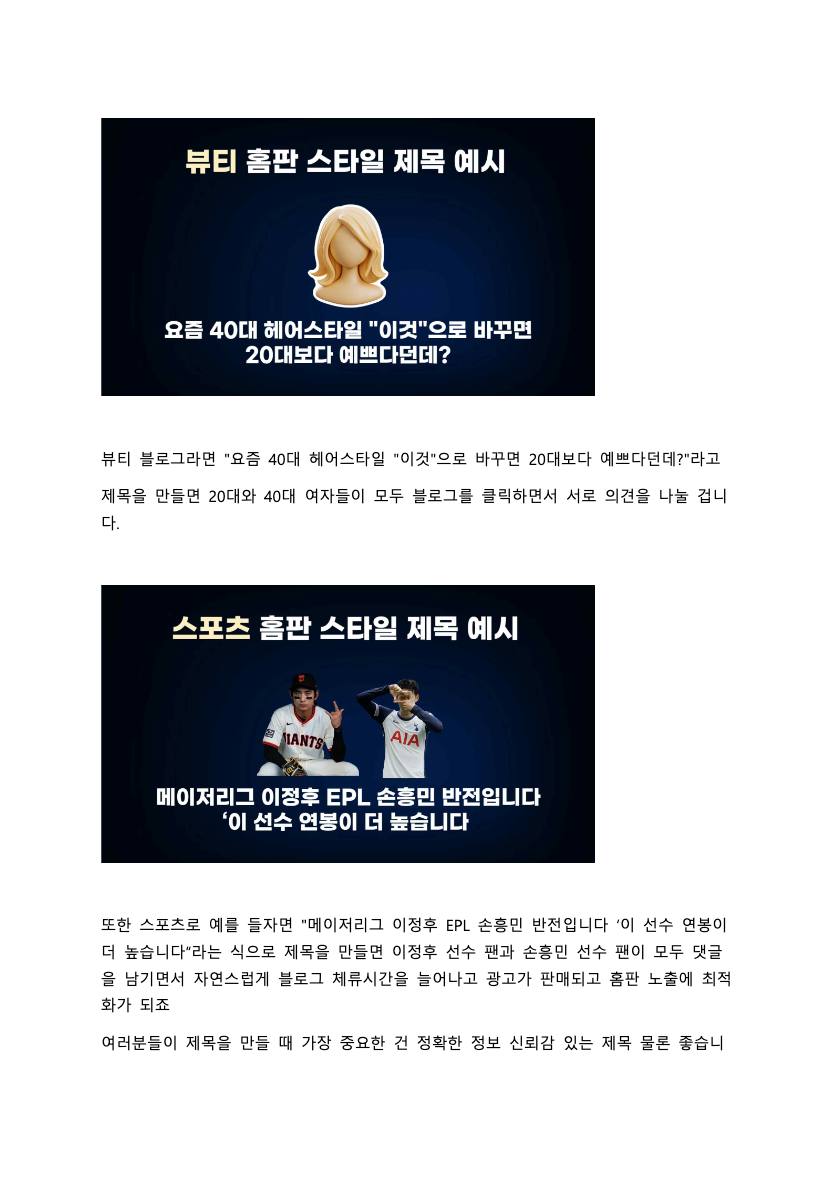 뷰티 홈판 스타일 제목 예시
요즘 40대 헤어스타일 "이것"으로 바꾸면
20대보다 예쁘다던데?
뷰티 블로그라면 "요즘 40대 헤어스타일 "이것"으로 바꾸면 20대보다 예쁘다던데?"라고
제목을 만들면 20대와 40대 여자들이 모두 블로그를 클릭하면서 서로 의견을 나눌 겁니
다.
스포츠 홈판 스타일 제목 예시
GIANTS
AIA
메이저리그 이정후 EPL 손흥민 반전입니다
‘이 선수 연봉이 더 높습니다
또한 스포츠로 예를 들자면 "메이저리그 이정후 EPL 손흥민 반전입니다 ‘이 선수 연봉이
더 높습니다“라는 식으로 제목을 만들면 이정후 선수 팬과 손흥민 선수 팬이 모두 댓글
을 남기면서 자연스럽게 블로그 체류시간을 늘어나고 광고가 판매되고 홈판 노출에 최적
화가 되죠
여러분들이 제목을 만들 때 가장 중요한 건 정확한 정보 신뢰감 있는 제목 물론 좋습니